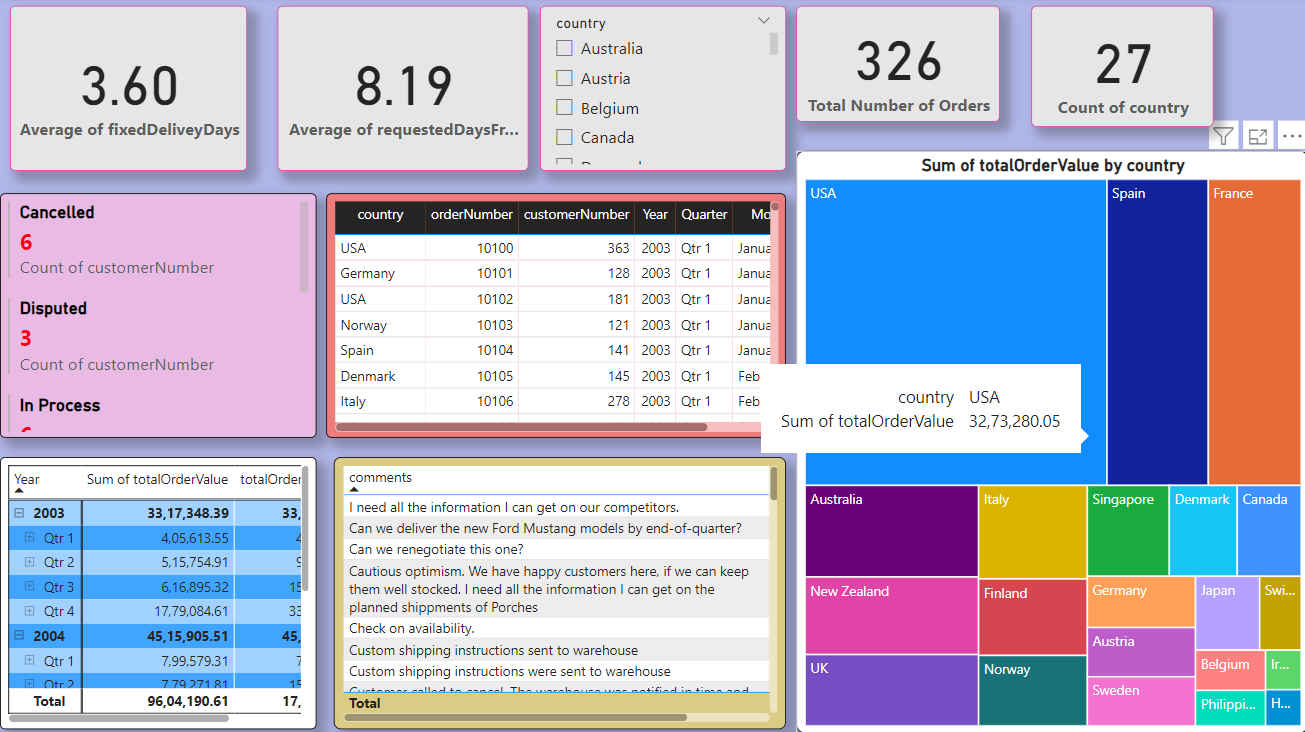 3.60
Average of fixedDeliveyDays
8.19
Average of requestedDaysFr...
country
Australia
Austria
Belgium
Canada
326
Total Number of Orders
27
Count of country
Cancelled
6
Count of customerNumber
Disputed
3
Count of customerNumber
In Process
country orderNumber customerNumber Year Quarter Mo
USA 10100 363 2003 Qtr 1 Janua
Germany 10101 128 2003 Qtr 1 Janua
USA 10102 181 2003 Qtr 1 Janua
Norway 10103 121 2003 Qtr 1 Janua
Spain 10104 141 2003 Qtr 1 Janua
Denmark 10105 145 2003 Qtr 1 Feb
Italy 10106 278 2003 Qtr 1 Feb
Year Sum of totalOrderValue totalOrder
2003 33,17,348.39 33,
Qtr 1 4,05,613.55 4
Qtr 2 5,15,754.91 9
Qtr 3 6,16,895.32 15
Qtr 4 17,79,084.61 33
2004 45,15,905.51 45,
Qtr 1 7,99,579.31 7
Qtr 2 7,79,271.81 15
Total 96,04,190.61 17,
comments
I need all the information I can get on our competitors.
Can we deliver the new Ford Mustang models by end-of-quarter?
Can we renegotiate this one?
Cautious optimism. We have happy customers here, if we can keep
them well stocked. I need all the information I can get on the
planned shippments of Porches
Check on availability.
Custom shipping instructions sent to warehouse
Custom shipping instructions were sent to warehouse
Customer called to cancel. The warehouse was notified in time and
Total
Sum of totalOrderValue by country
USA
Spain
France
country USA
Sum of totalOrderValue 32,73,280.05
Australia
Italy
Singapore
Denmark
Canada
New Zealand
Finland
Germany
Japan
Swi...
Austria
UK
Norway
Belgium
Ir...
Sweden
Philippi...
H...